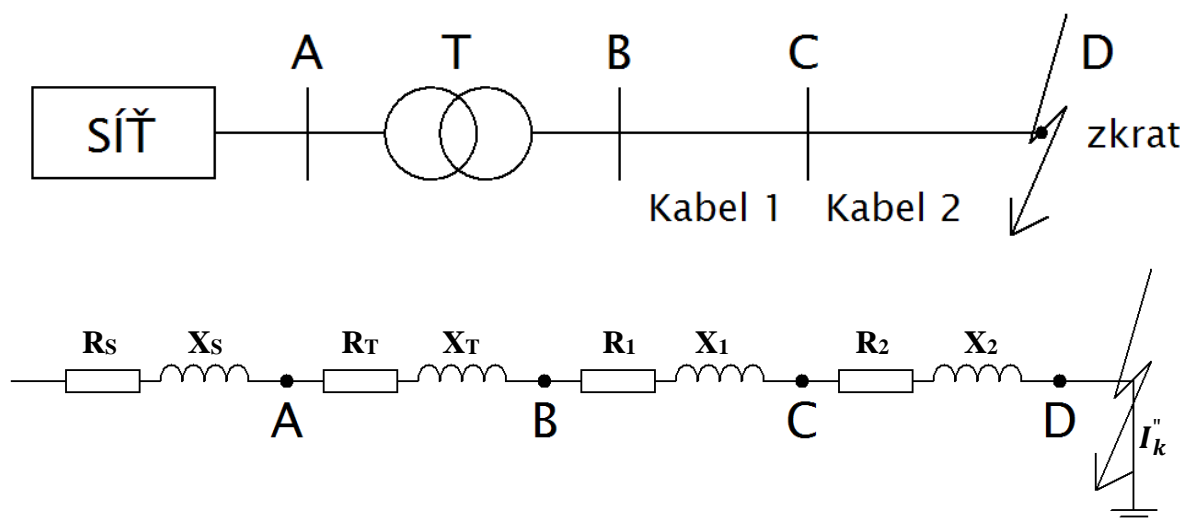 A T B C D
SÍŤ
zkrat
Kabel 1 Kabel 2
RS XS RT XT R1 X1 R2 X2
A B C D
I"k